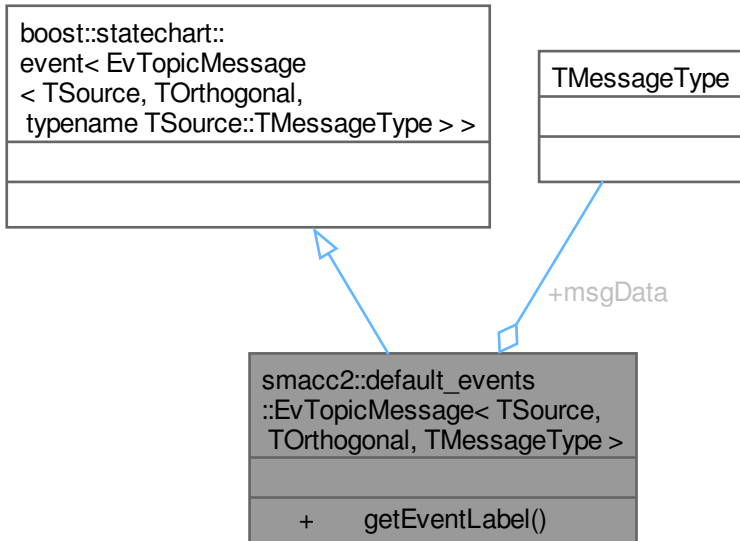 boost::statechart::
event< EvTopicMessage
< TSource, TOrthogonal,
typename TSource::TMessageType > >
TMessageType
+msgData
smacc2::default_events
::EvTopicMessage< TSource,
TOrthogonal, TMessageType >
+ getEventLabel()